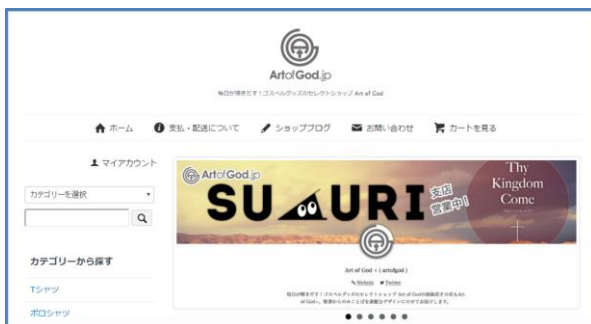 ArtofGod.jp
毎日が輝きだす！ゴスペルグッズのセレクトショップ Art of God
ホーム
支払・配送について
ショップブログ
お問い合わせ
カートを見る
マイアカウント
カテゴリーを選択
カテゴリーから探す
Tシャツ
ポロシャツ
ArtofGod.jp
SUZURI
支店
営業中！
Thy
Kingdom
Come
Art of God + ( artofgod )
Website
Twitter